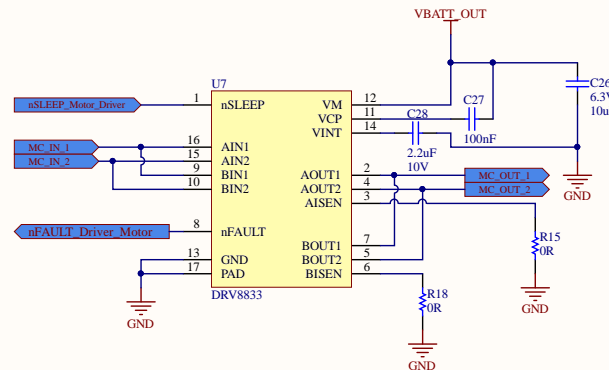 VBATT_OUT
U7
nSLEEP_Motor_Driver 1 nSLEEP VM 12
VCP 11 C27 100nF
VINT 14 C28 2.2uF 10V
C26 6.3V 10u
GND
MC_IN_1 16 AIN1
MC_IN_2 15 AIN2
9 BIN1
10 BIN2
AOUT1 2 MC_OUT_1
AOUT2 4 MC_OUT_2
AISEN 3
nFAULT_Driver_Motor 8 nFAULT
BOUT1 7
BOUT2 5
BISEN 6
13 GND
17 PAD
R15
0R
GND
R18
0R
GND
DRV8833
GND